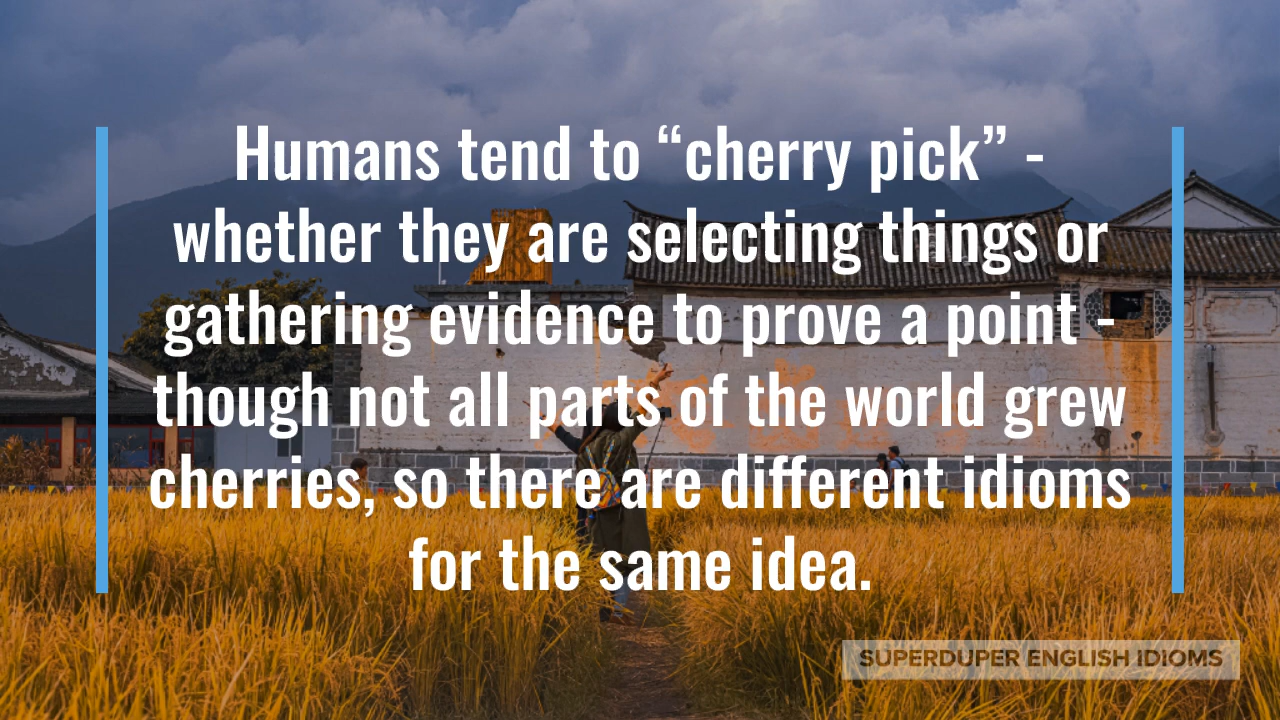 Humans tend to “cherry pick” -
whether they are selecting things or
gathering evidence to prove a point -
though not all parts of the world grew
cherries, so there are different idioms
for the same idea.
SUPERDUPER ENGLISH IDIOMS